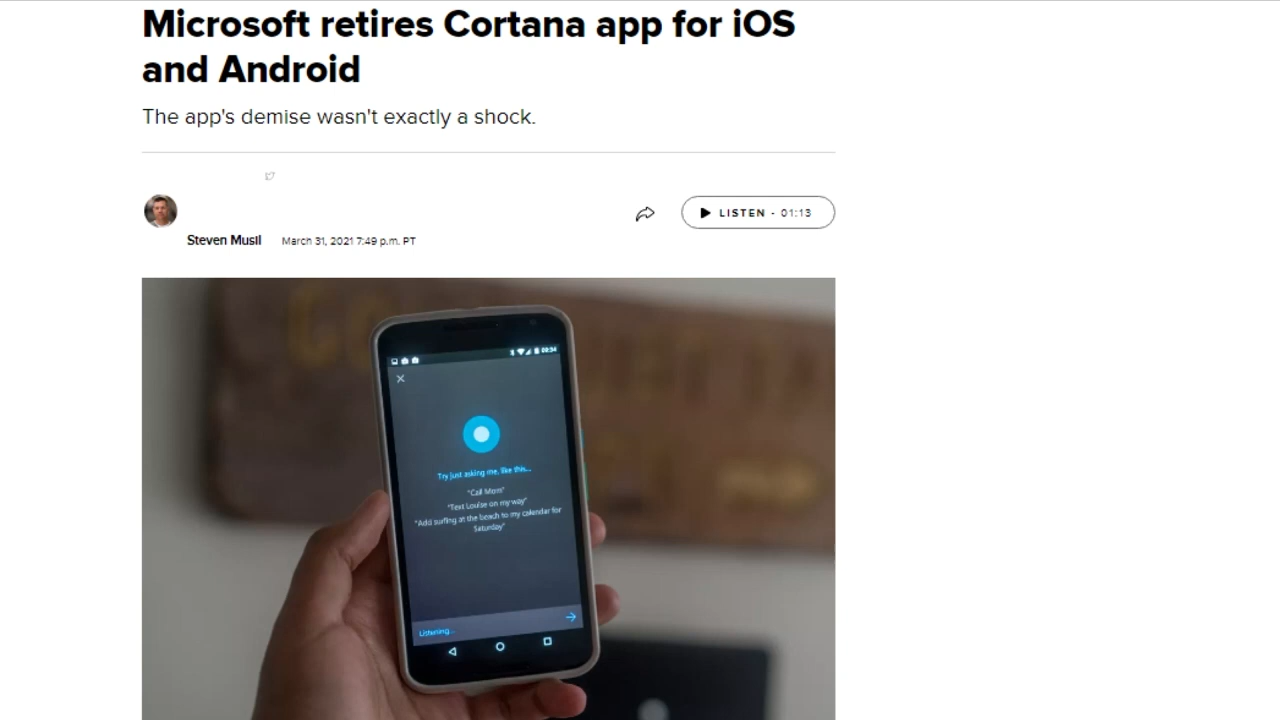 Microsoft retires Cortana app for iOS
and Android
The app's demise wasn't exactly a shock.
LISTEN - 01:13
Steven Musil March 31, 2021 7:49 p.m. PT
09:34
Try just asking me, like this...
"Call Mom"
"Text Louise on my way"
"Add surfing at the beach to my calendar for
Saturday"
Listening...